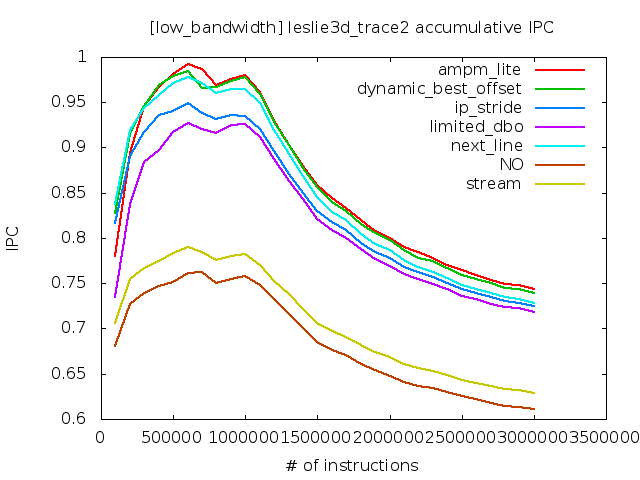 [low_bandwidth] leslie3d_trace2 accumulative IPC
1
0.95
0.9
0.85
0.8
0.75
0.7
0.65
0.6
IPC
ampm_lite
dynamic_best_offset
ip_stride
limited_dbo
next_line
NO
stream
0 500000 1000000 1500000 2000000 2500000 3000000 3500000
# of instructions